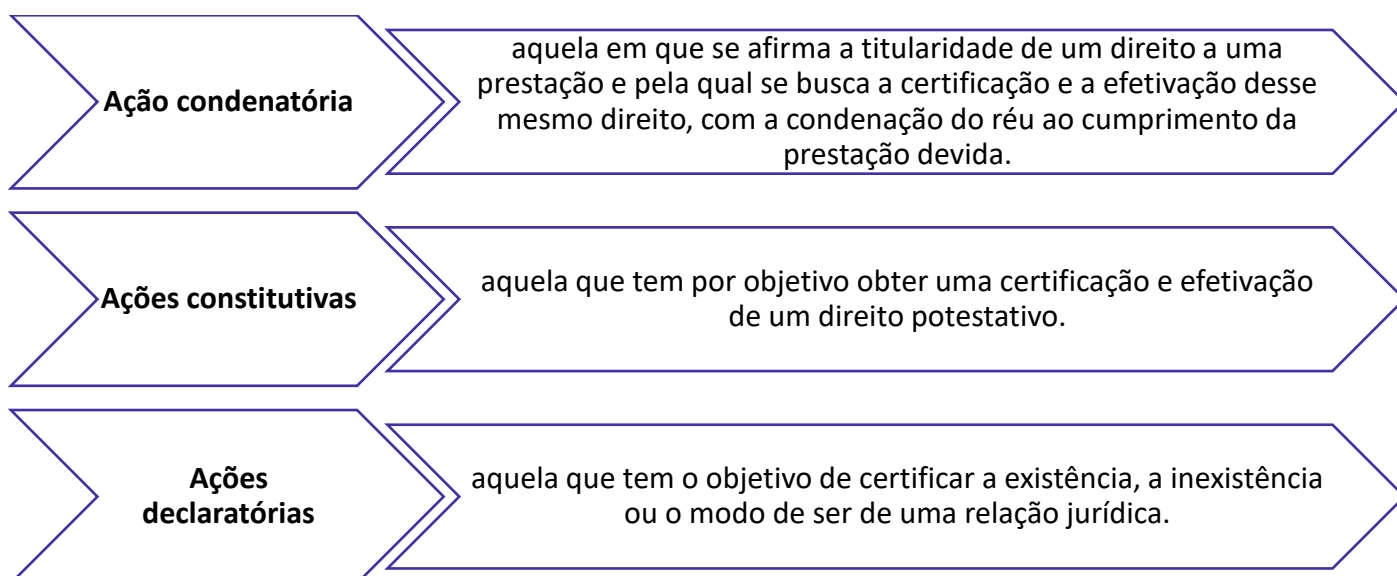 Ação condenatória
aquela em que se afirma a titularidade de um direito a uma
prestação e pela qual se busca a certificação e a efetivação desse
mesmo direito, com a condenação do réu ao cumprimento da
prestação devida.
Ações constitutivas
aquela que tem por objetivo obter uma certificação e efetivação
de um direito potestativo.
Ações
declaratórias
aquela que tem o objetivo de certificar a existência, a inexistência
ou o modo de ser de uma relação jurídica.